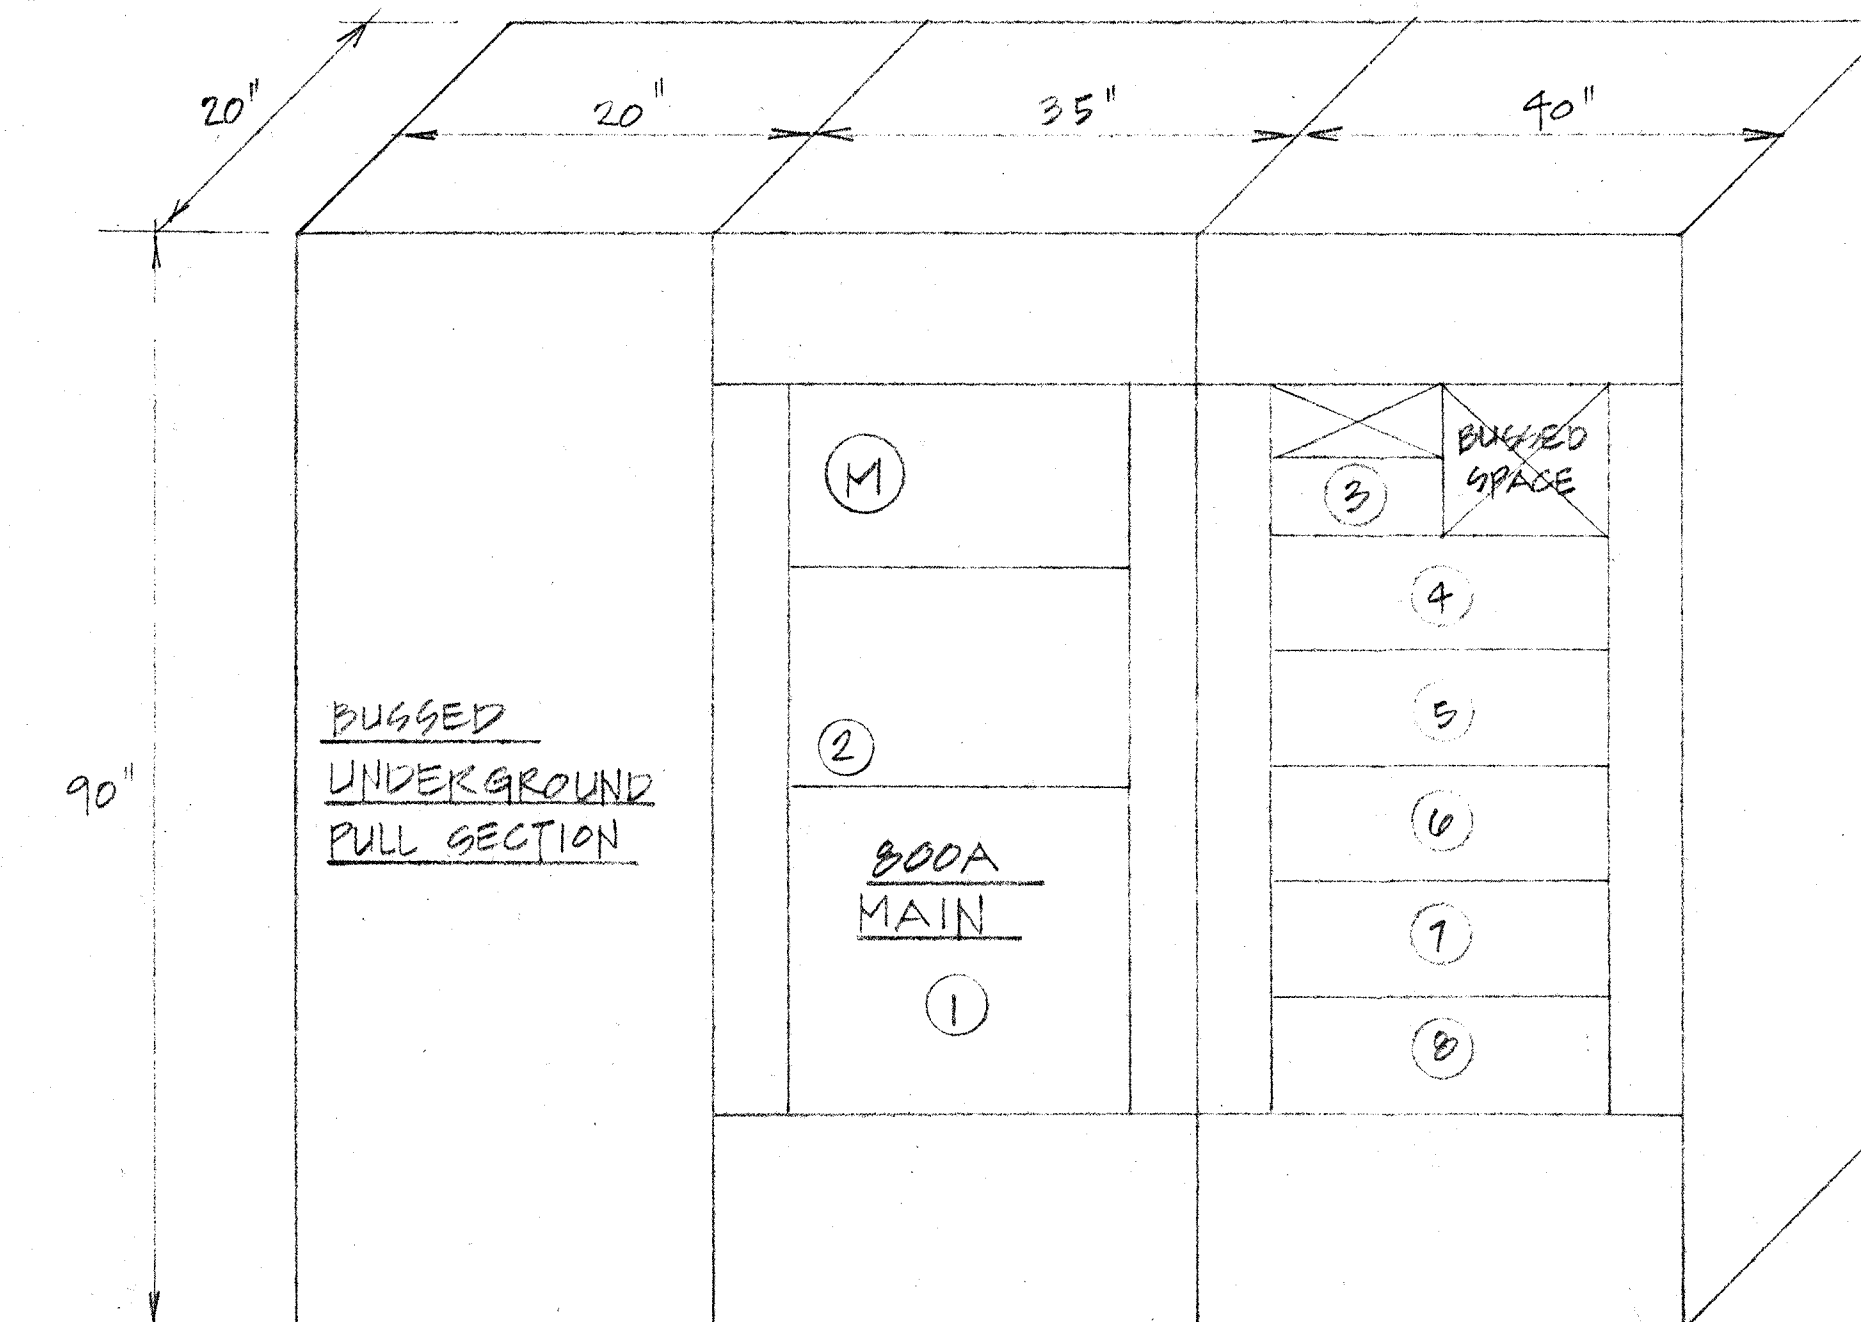 20" 20" 35" 40"
M
BUSSED
SPACE
3
4
BUSSED
UNDERGROUND
PULL SECTION
90"
2
5
800A
MAIN
1
6
7
8